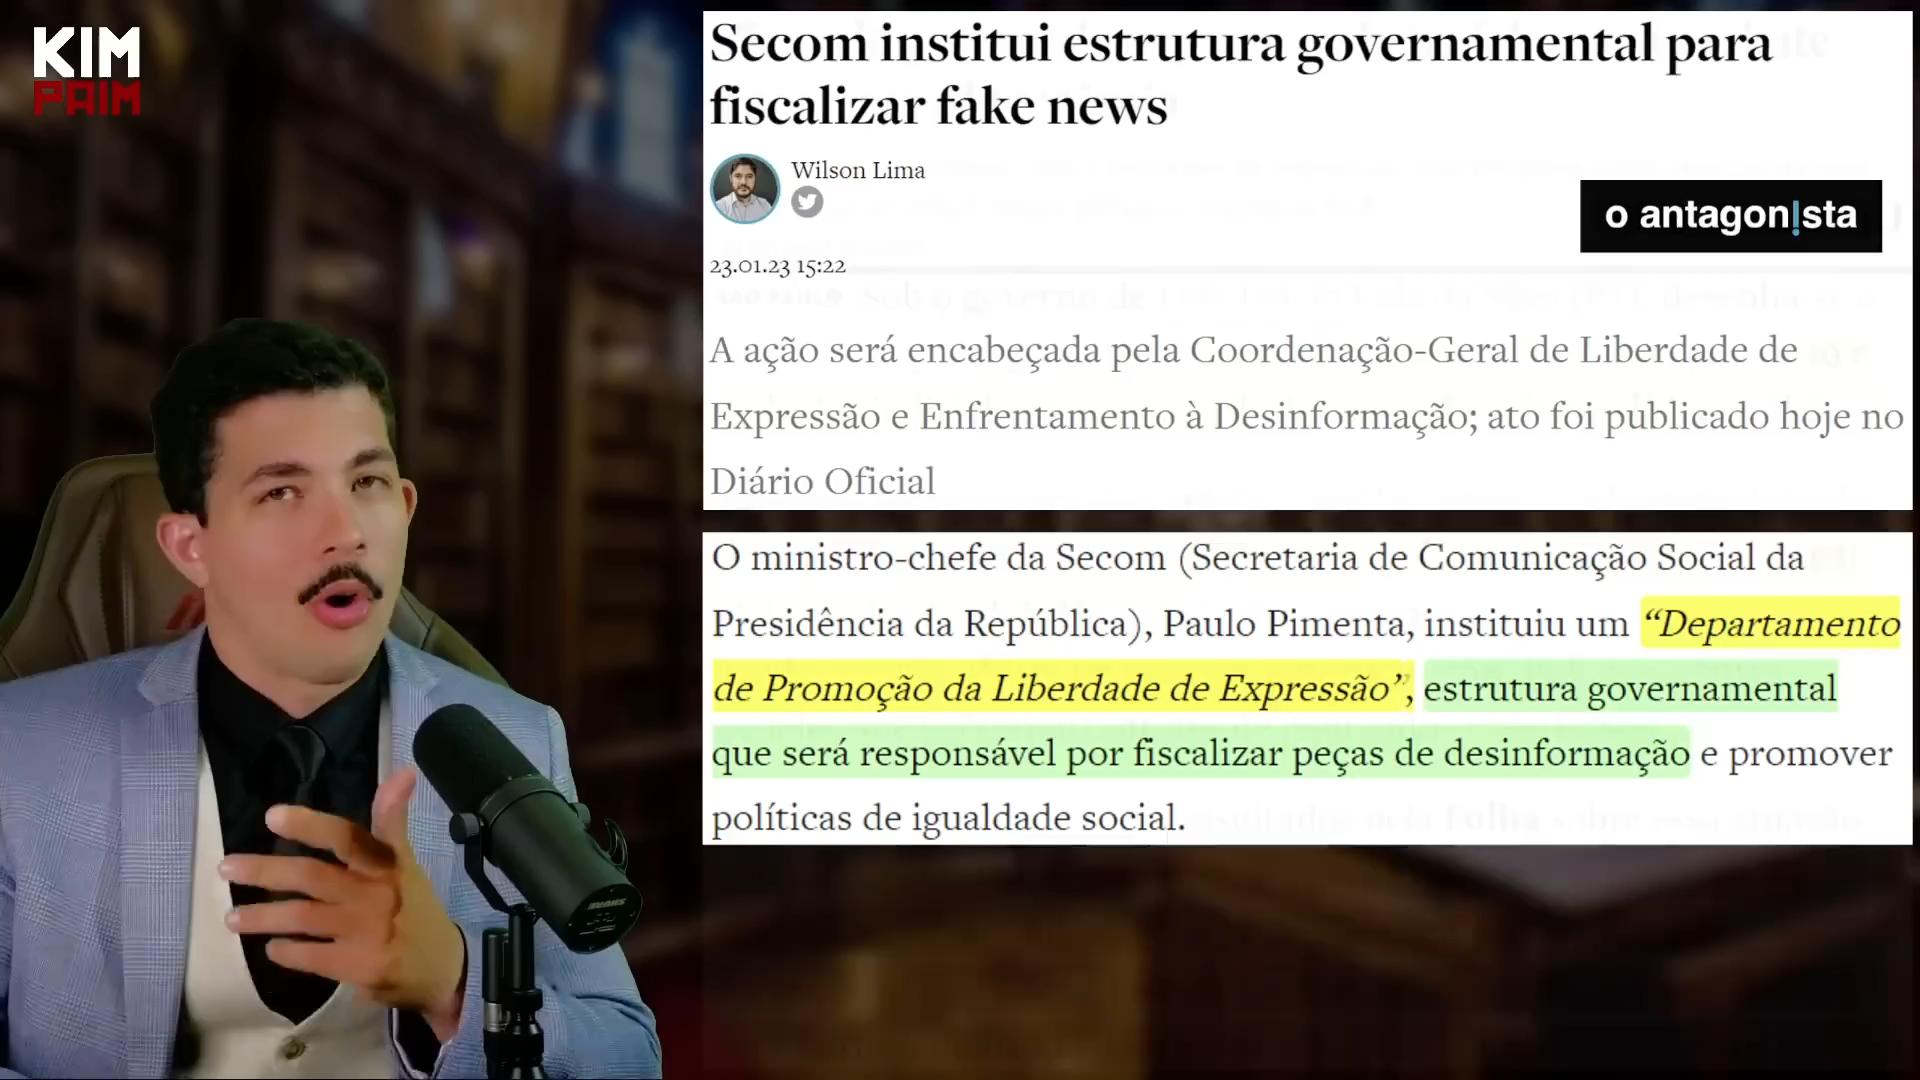 KIM
PAIM
Secom institui estrutura governamental para
fiscalizar fake news
Wilson Lima
o antagon!sta
23.01.23 15:22
A ação será encabeçada pela Coordenação-Geral de Liberdade de
Expressão e Enfrentamento à Desinformação; ato foi publicado hoje no
Diário Oficial
O ministro-chefe da Secom (Secretaria de Comunicação Social da
Presidência da República), Paulo Pimenta, instituiu um “Departamento
de Promoção da Liberdade de Expressão”, estrutura governamental
que será responsável por fiscalizar peças de desinformação e promover
políticas de igualdade social.